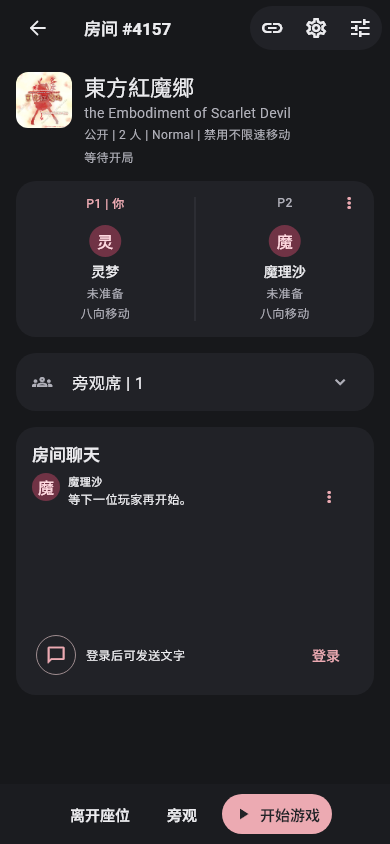 房间 #4157
東方紅魔郷
the Embodiment of Scarlet Devil
公开 | 2 人 | Normal | 禁用不限速移动
等待开局
P1 | 你
P2
灵
魔
灵梦
魔理沙
未准备
未准备
八向移动
八向移动
旁观席 | 1
房间聊天
魔
魔理沙
等下一位玩家再开始。
登录后可发送文字
登录
离开座位
旁观
开始游戏